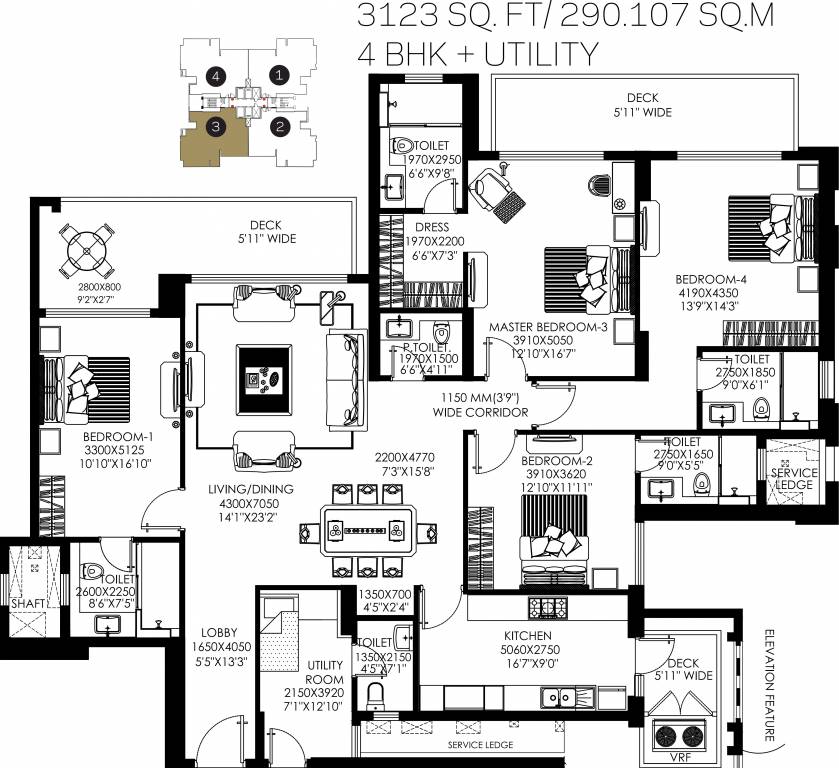 3123 SQ. FT/ 290.107 SQ.M
4 BHK + UTILITY
4
1
3
2
DECK
5'11" WIDE
TOILET
1970X2950
6'6"X9'8"
DECK
5'11" WIDE
DRESS
1970X2200
6'6"X7'3"
2800X800
9'2"X2'7"
BEDROOM-4
4190X4350
13'9"X14'3"
MASTER BEDROOM-3
3910X5050
12'10"X16'7"
P.TOILET.
1970X1500
6'6"X4'11"
TOILET
2750X1850
9'0"X6'1"
1150 MM(3'9")
WIDE CORRIDOR
BEDROOM-1
3300X5125
10'10"X16'10"
2200X4770
7'3"X15'8"
BEDROOM-2
3910X3620
12'10"X11'11"
TOILET
2750X1650
9'0"X5'5"
SERVICE
LEDGE
LIVING/DINING
4300X7050
14'1"X23'2"
SHAFT
TOILET
2600X2250
8'6"X7'5"
1350X700
4'5"X2'4"
LOBBY
1650X4050
5'5"X13'3"
UTILITY
ROOM
2150X3920
7'1"X12'10"
TOILET
1350X2150
4'5"X7'1"
KITCHEN
5060X2750
16'7"X9'0"
DECK
5'11" WIDE
ELEVATION FEATURE
SERVICE LEDGE
VRF